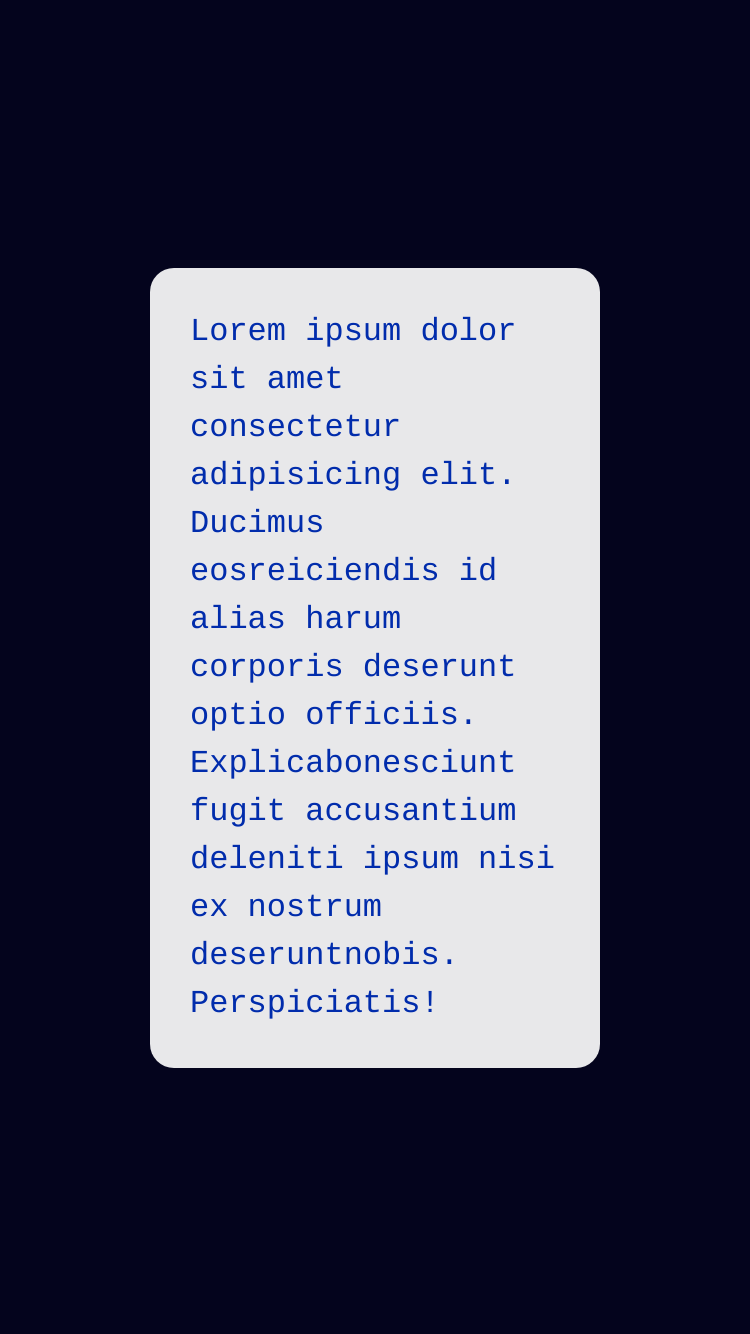 Lorem ipsum dolor
sit amet
consectetur
adipisicing elit.
Ducimus
eosreiciendis id
alias harum
corporis deserunt
optio officiis.
Explicabonesciunt
fugit accusantium
deleniti ipsum nisi
ex nostrum
deseruntnobis.
Perspiciatis!